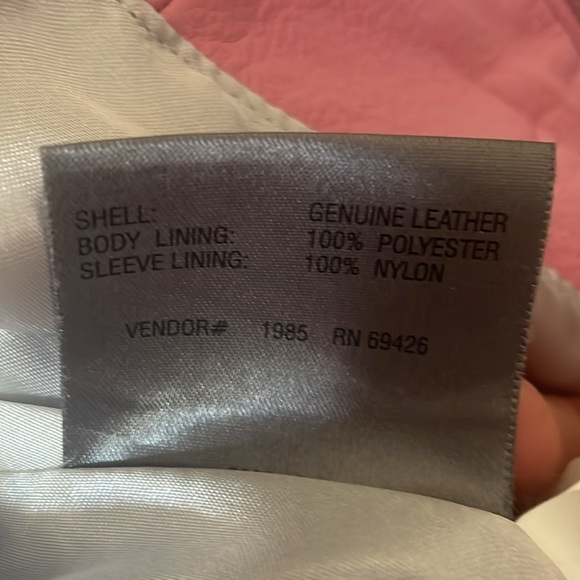 SHELL: GENUINE LEATHER
BODY LINING: 100% POLYESTER
SLEEVE LINING: 100% NYLON
VENDOR# 1985 RN 69426